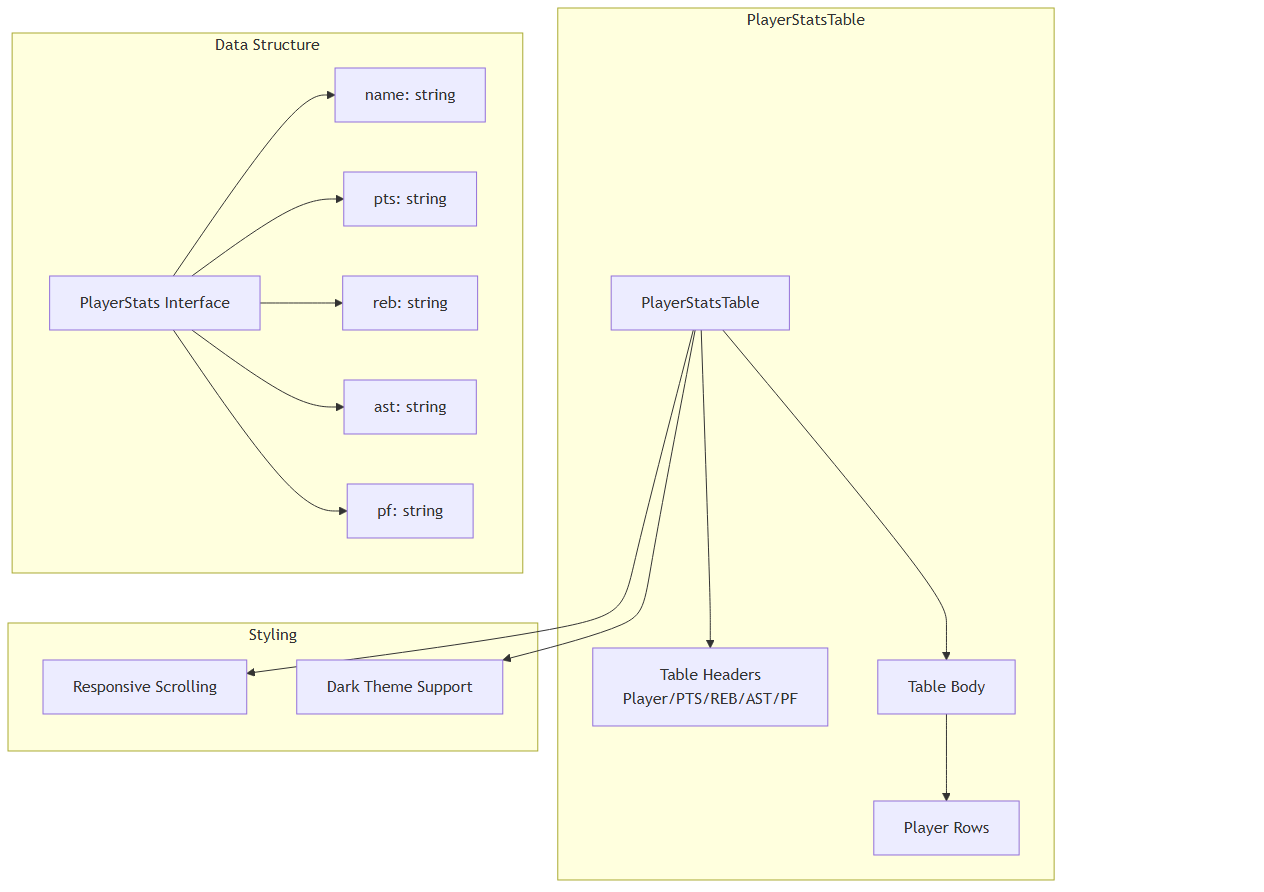 Data Structure
name: string
pts: string
PlayerStats Interface
reb: string
ast: string
pf: string
Styling
Responsive Scrolling
Dark Theme Support
PlayerStatsTable
PlayerStatsTable
Table Headers
Player/PTS/REB/AST/PF
Table Body
Player Rows